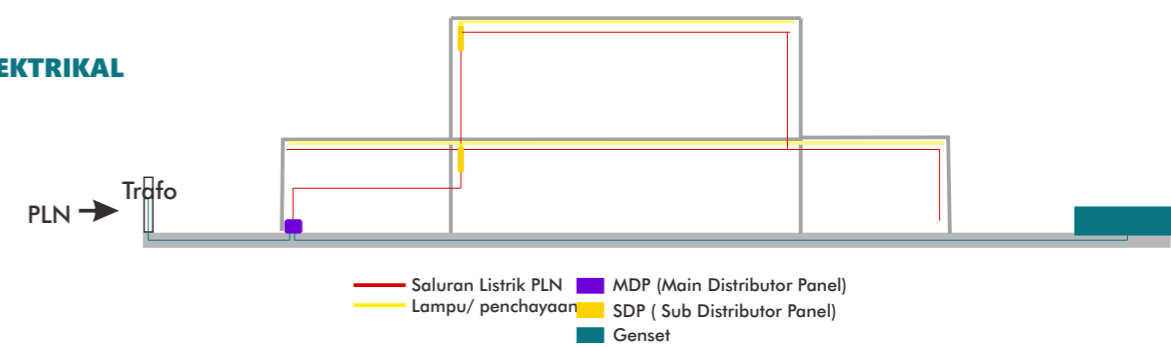 EKTRIKAL
Trafo
PLN
Saluran Listrik PLN
Lampu/ penchayaan
MDP (Main Distributor Panel)
SDP ( Sub Distributor Panel)
Genset